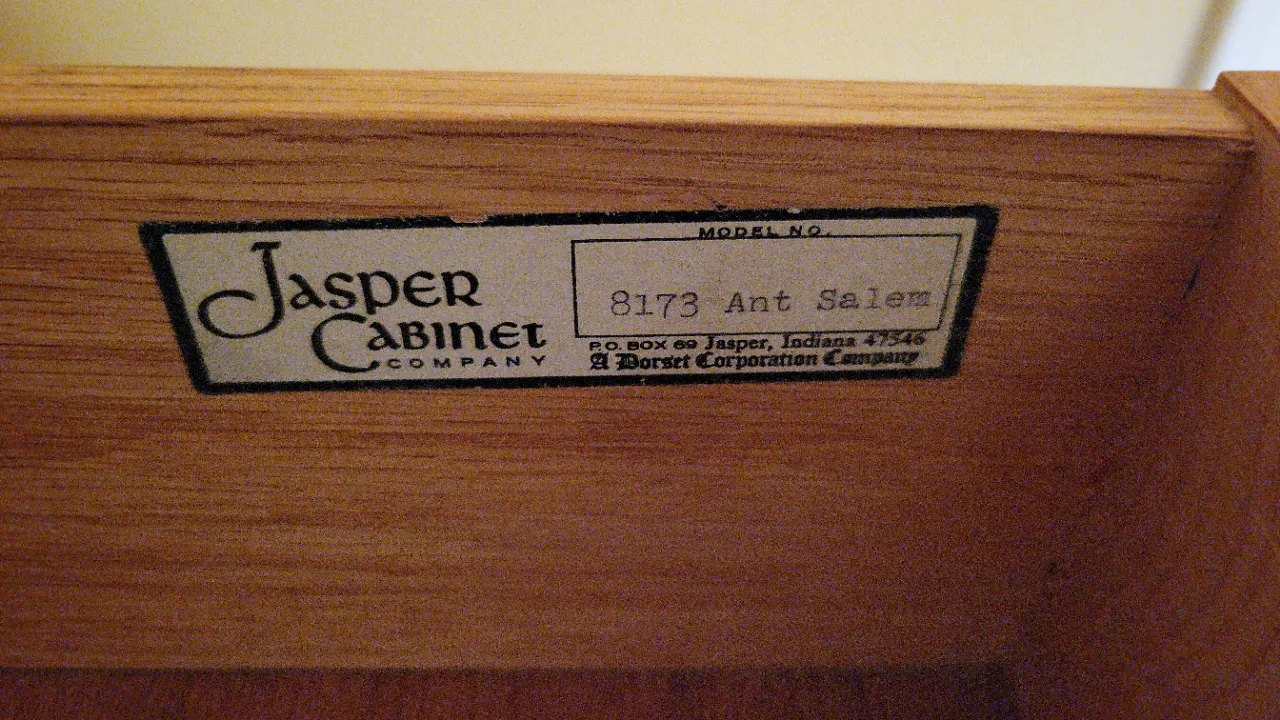 Jasper
Cabinet
COMPANY
MODEL NO.
8173 Ant Salem
P.O. BOX 69 Jasper, Indiana 47546
A Dorset Corporation Company